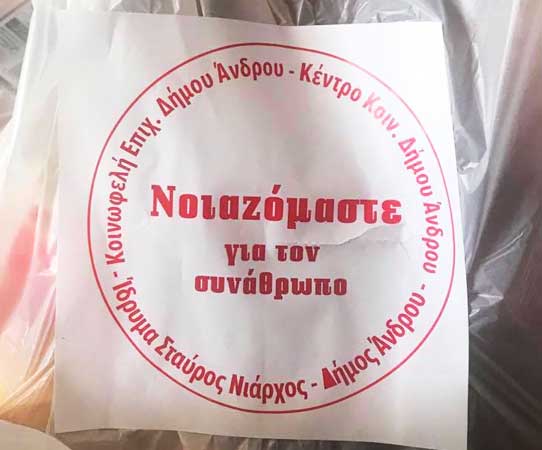 Κοινωφελή Επιχ. Δήμου Άνδρου - Κέντρο Κοιν. Δήμου Άνδρου - Δήμος Άνδρου - Ίδρυμα Σταύρος Νιάρχος -
Νοιαζόμαστε
για τον
συνάθρωπο